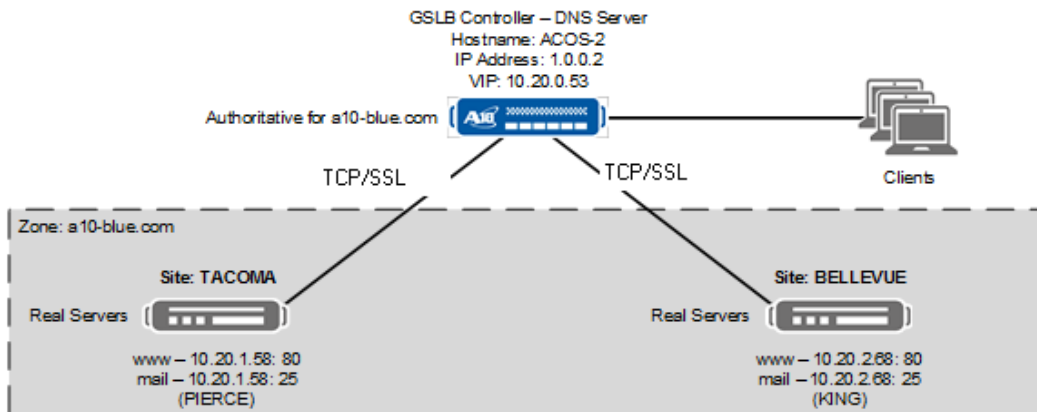 GSLB Controller – DNS Server
Hostname: ACOS-2
IP Address: 1.0.0.2
VIP: 10.20.0.53
Authoritative for a10-blue.com
A10
Clients
TCP/SSL
TCP/SSL
Zone: a10-blue.com
Site: TACOMA
Real Servers
www – 10.20.1.58: 80
mail – 10.20.1.58: 25
(PIERCE)
Site: BELLEVUE
Real Servers
www – 10.20.2.68: 80
mail – 10.20.2.68: 25
(KING)